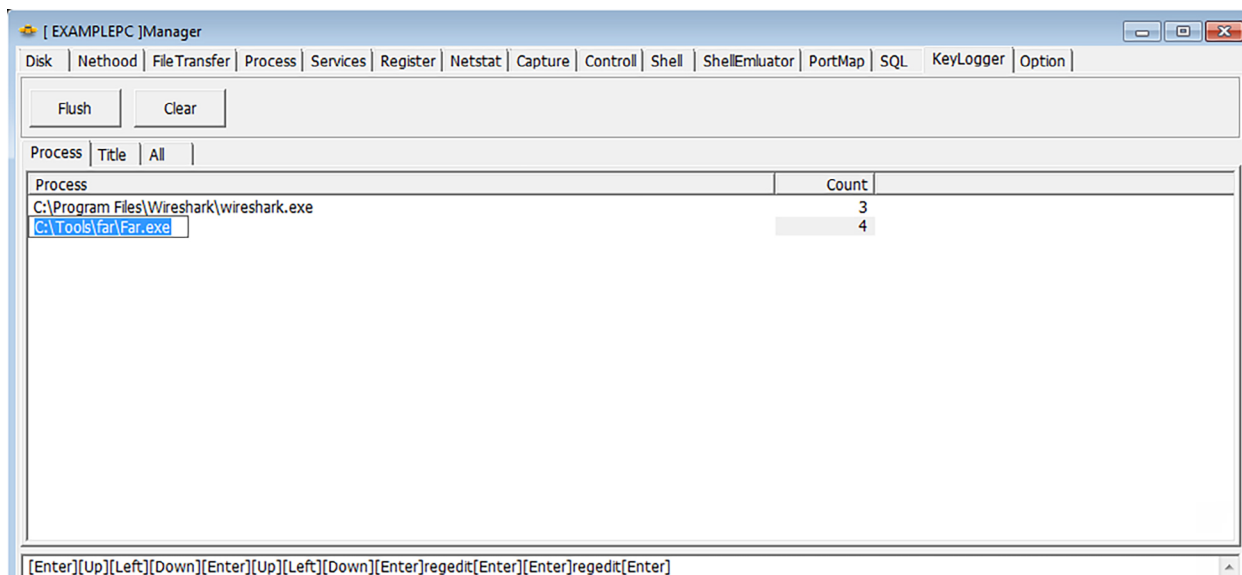 [ EXAMPLEPC ]Manager
Disk Nethood FileTransfer Process Services Register Netstat Capture Controll Shell ShellEmluator PortMap SQL KeyLogger Option
Flush Clear
Process Title All
Process Count
C:\Program Files\Wireshark\wireshark.exe 3
C:\Tools\far\Far.exe 4
[Enter][Up][Left][Down][Enter][Up][Left][Down][Enter]regedit[Enter][Enter]regedit[Enter]